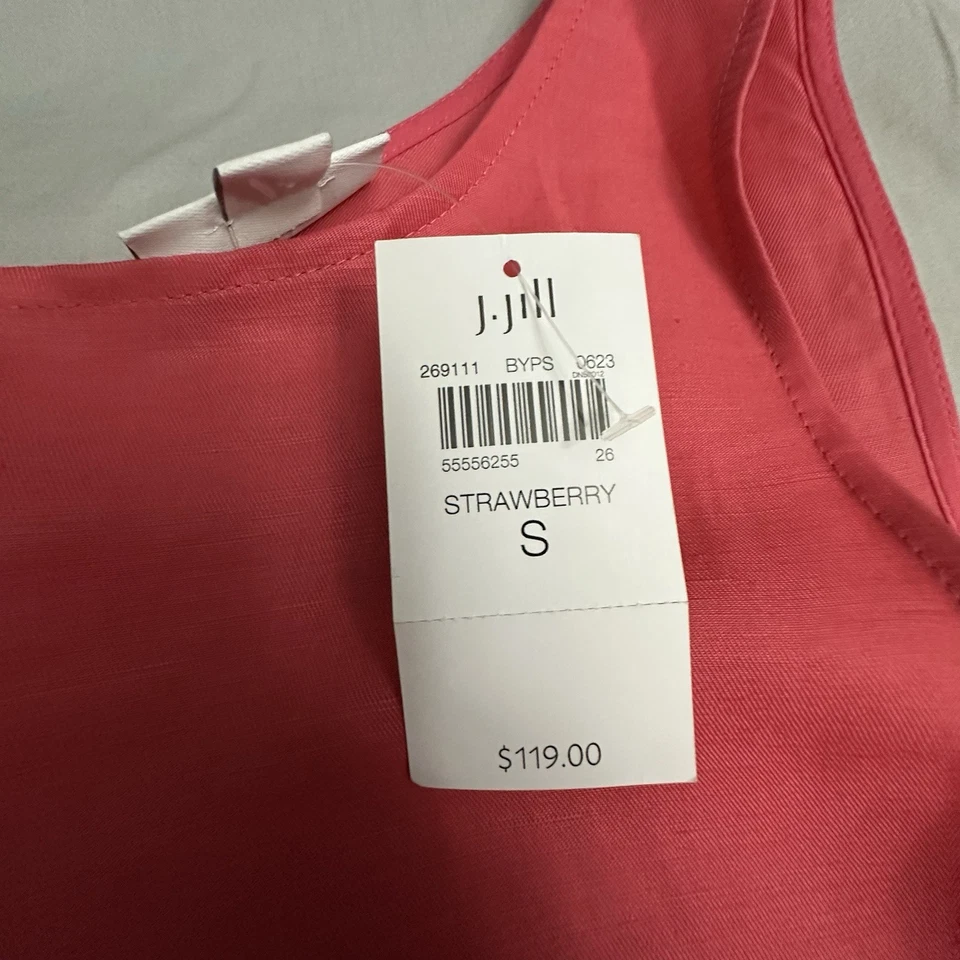 J.Jill
269111 BYPS 0623
55556255 26
STRAWBERRY
S
$119.00